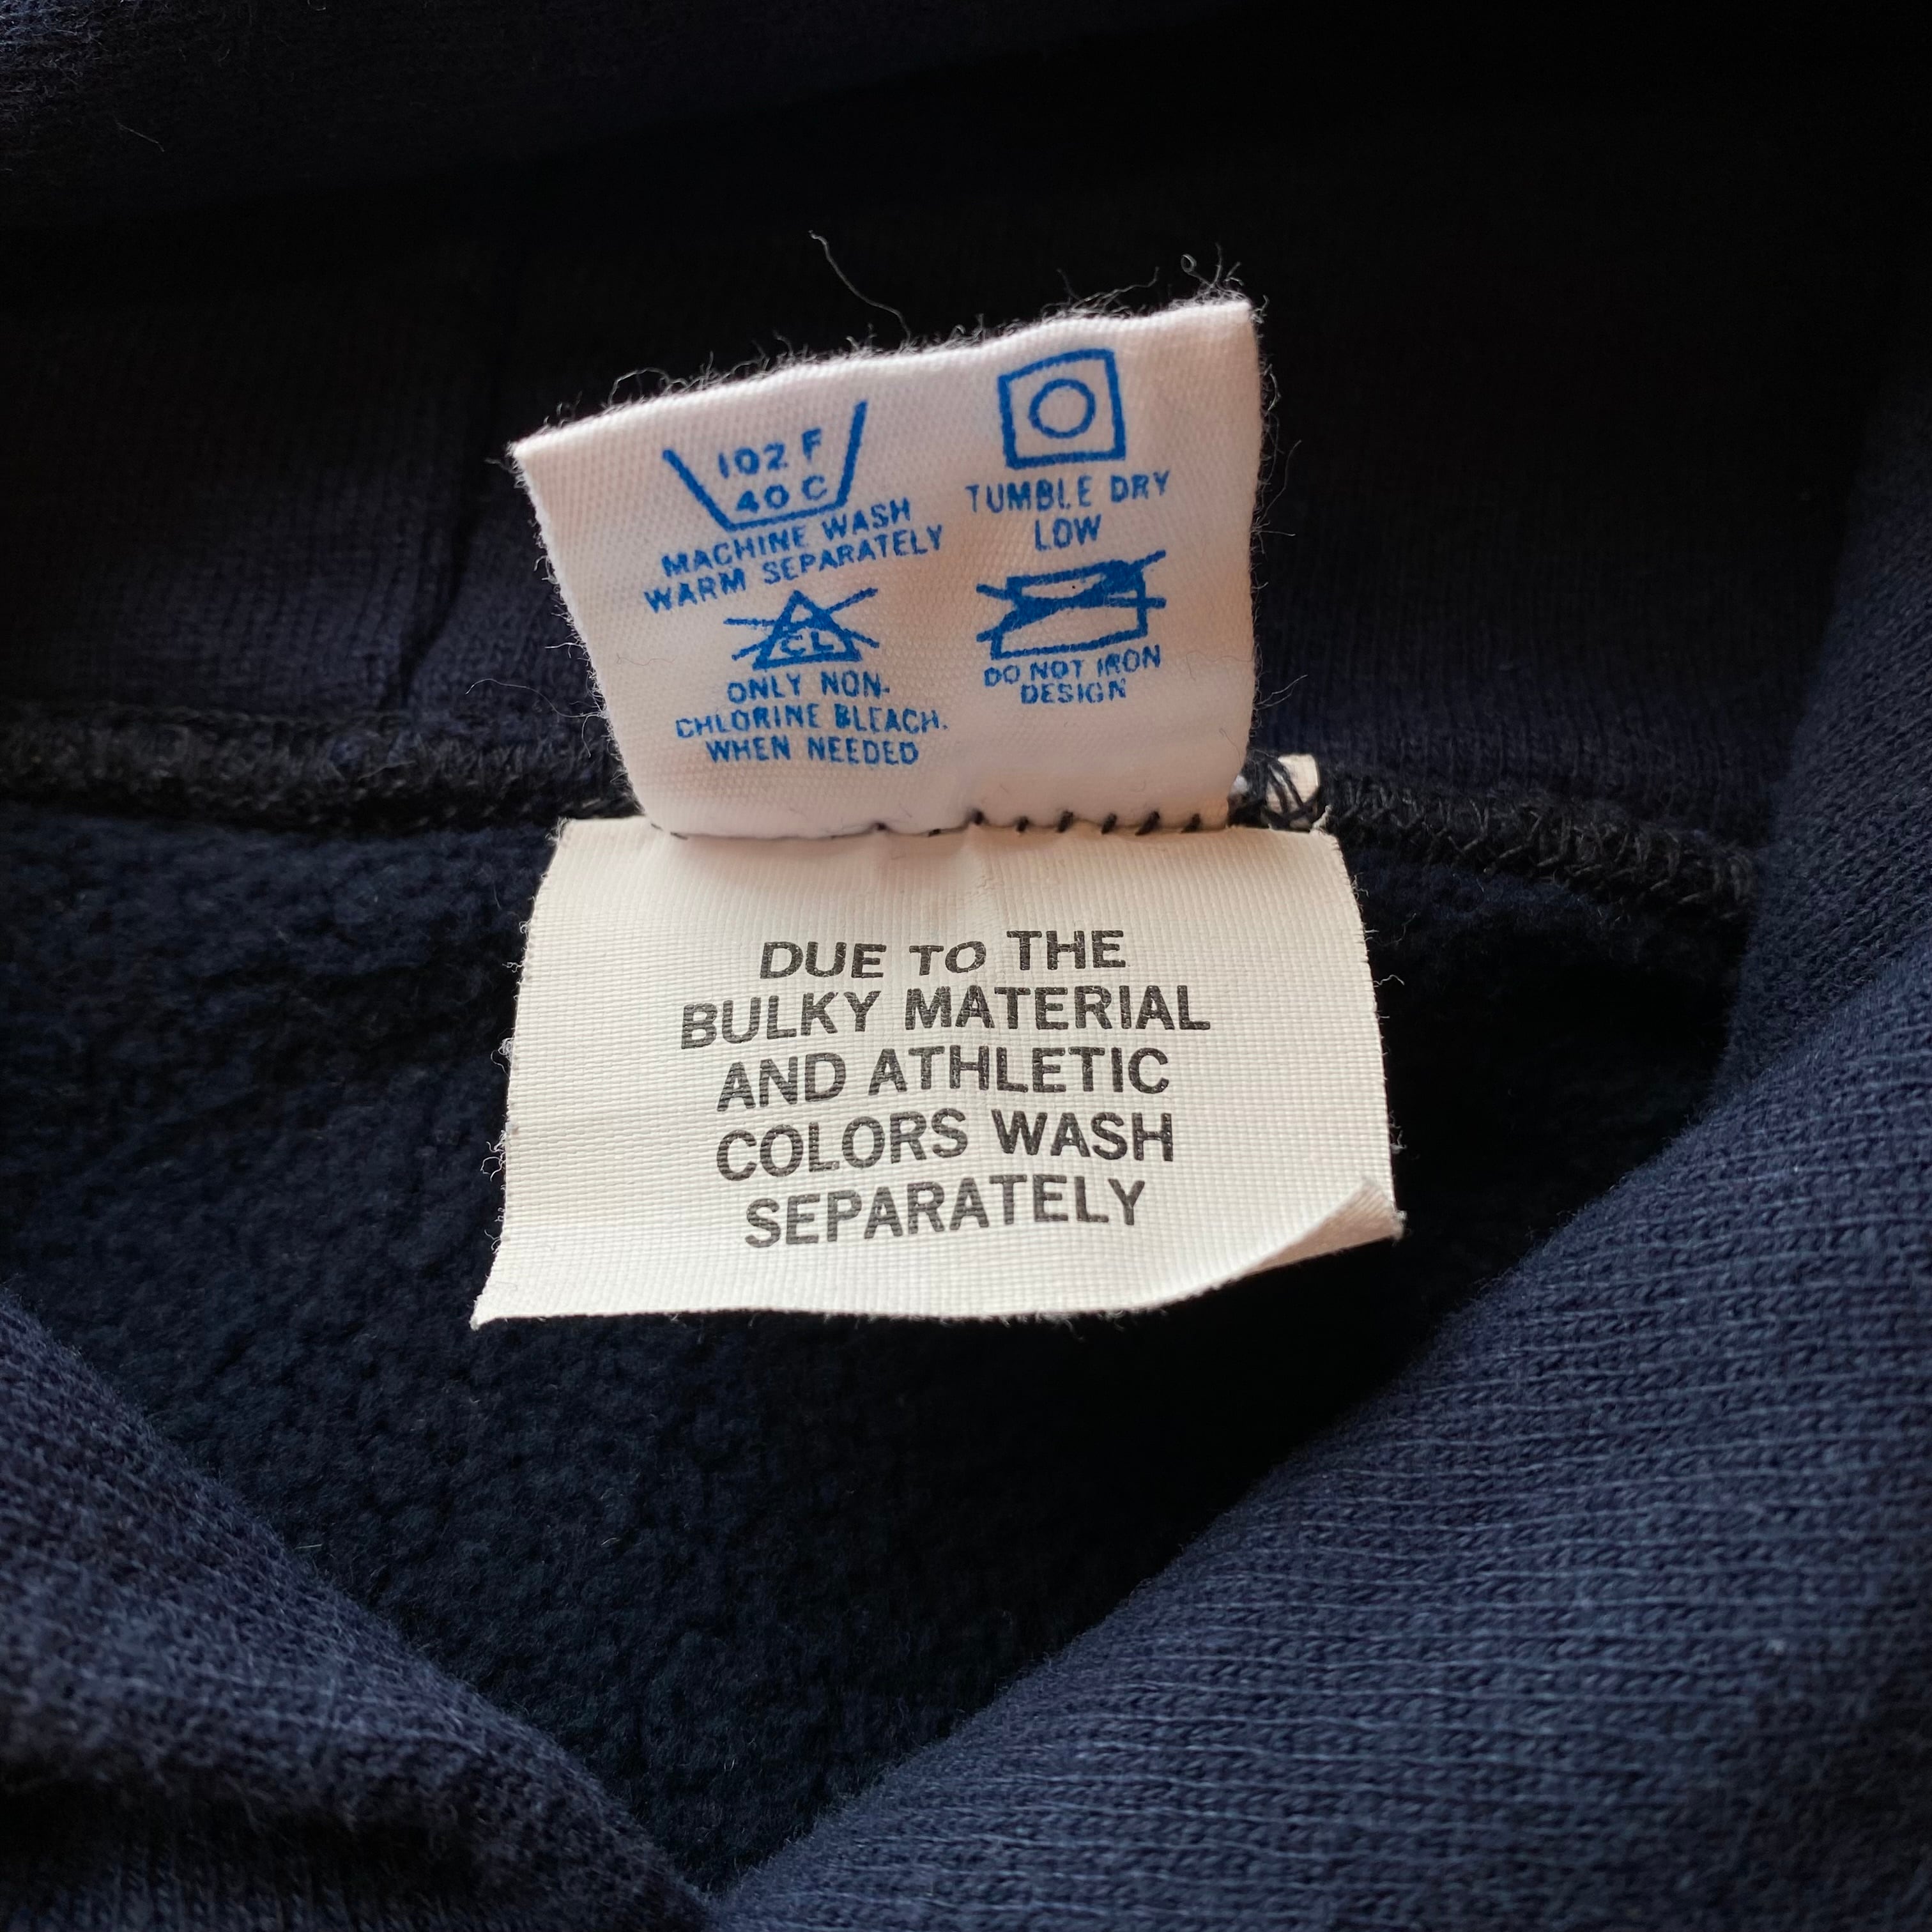 102 F
40 C
MACHINE WASH
WARM SEPARATELY
TUMBLE DRY
LOW
CL
ONLY NON-
CHLORINE BLEACH.
WHEN NEEDED
DO NOT IRON
DESIGN
DUE TO THE
BULKY MATERIAL
AND ATHLETIC
COLORS WASH
SEPARATELY